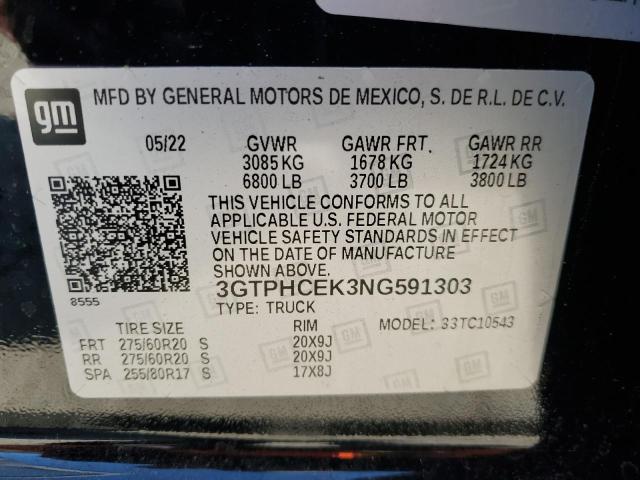 gm
MFD BY GENERAL MOTORS DE MEXICO, S. DE R.L. DE C.V.
05/22 GVWR GAWR FRT. GAWR RR
3085 KG 1678 KG 1724 KG
6800 LB 3700 LB 3800 LB
THIS VEHICLE CONFORMS TO ALL
APPLICABLE U.S. FEDERAL MOTOR
VEHICLE SAFETY STANDARDS IN EFFECT
ON THE DATE OF MANUFACTURE
SHOWN ABOVE.
8555
3GTPHCEK3NG591303
TYPE: TRUCK
TIRE SIZE RIM MODEL: 33TC10543
FRT 275/60R20 S 20X9J
RR 275/60R20 S 20X9J
SPA 255/80R17 S 17X8J